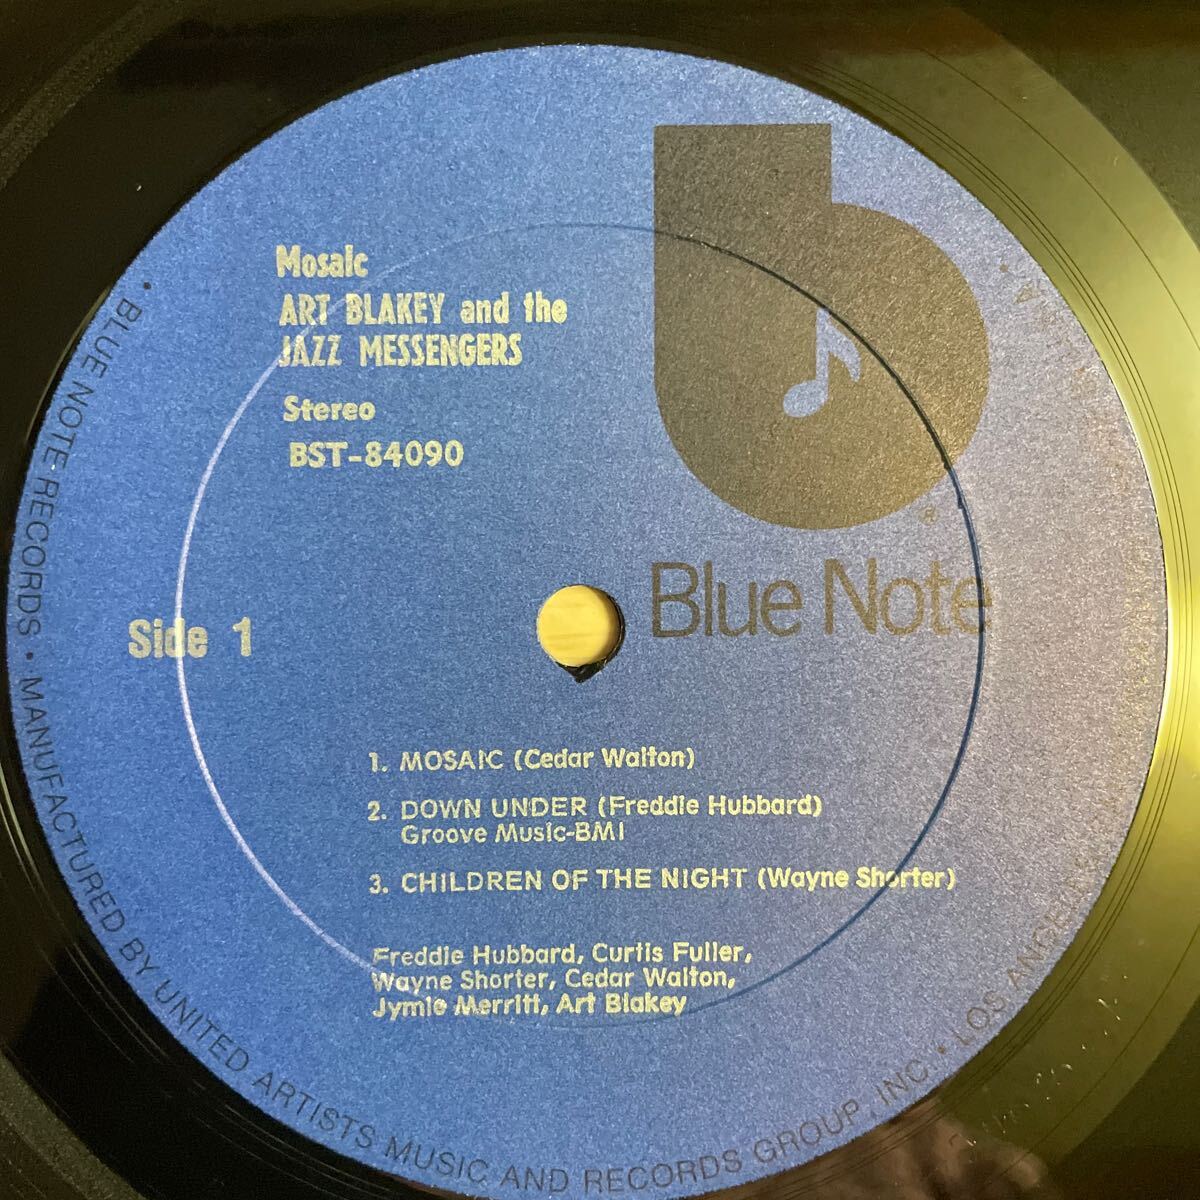 Mosaic
ART BLAKEY and the
JAZZ MESSENGERS
Stereo
BST-84090
®
Blue Note
Side 1
1. MOSAIC (Cedar Walton)
2. DOWN UNDER (Freddie Hubbard)
Groove Music-BMI
3. CHILDREN OF THE NIGHT (Wayne Shorter)
Freddie Hubbard, Curtis Fuller,
Wayne Shorter, Cedar Walton,
Jymie Merritt, Art Blakey
• BLUE NOTE RECORDS • MANUFACTURED BY UNITED ARTISTS MUSIC AND RECORDS GROUP, INC. • LOS ANGELES